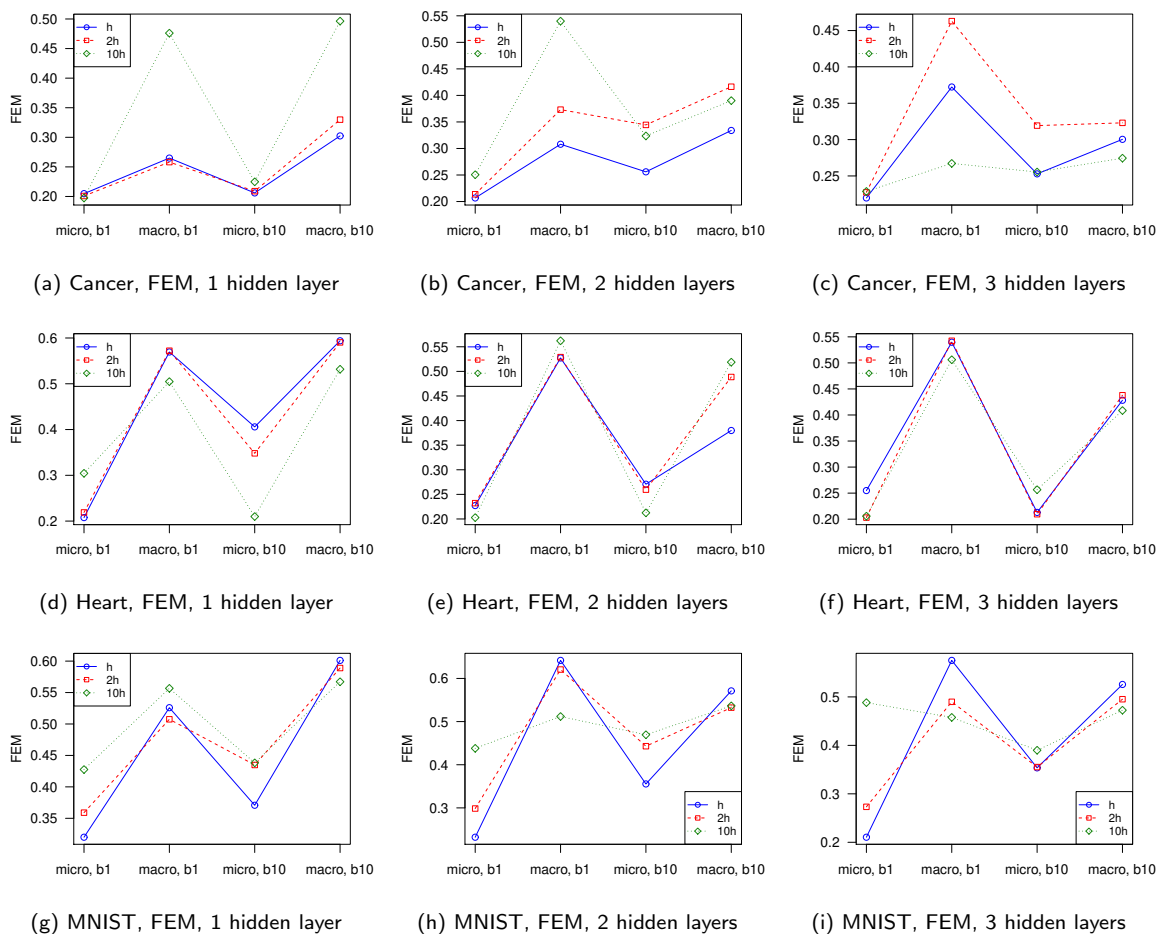 0.50
0.45
0.40
0.35
0.30
0.25
0.20
FEM
h
2h
10h
micro, b1 macro, b1 micro, b10 macro, b10
(a) Cancer, FEM, 1 hidden layer
0.55
0.50
0.45
0.40
0.35
0.30
0.25
0.20
FEM
h
2h
10h
micro, b1 macro, b1 micro, b10 macro, b10
(b) Cancer, FEM, 2 hidden layers
0.45
0.40
0.35
0.30
0.25
FEM
h
2h
10h
micro, b1 macro, b1 micro, b10 macro, b10
(c) Cancer, FEM, 3 hidden layers
0.6
0.5
0.4
0.3
0.2
FEM
h
2h
10h
micro, b1 macro, b1 micro, b10 macro, b10
(d) Heart, FEM, 1 hidden layer
0.55
0.50
0.45
0.40
0.35
0.30
0.25
0.20
FEM
h
2h
10h
micro, b1 macro, b1 micro, b10 macro, b10
(e) Heart, FEM, 2 hidden layers
0.55
0.50
0.45
0.40
0.35
0.30
0.25
0.20
FEM
h
2h
10h
micro, b1 macro, b1 micro, b10 macro, b10
(f) Heart, FEM, 3 hidden layers
0.60
0.55
0.50
0.45
0.40
0.35
FEM
h
2h
10h
micro, b1 macro, b1 micro, b10 macro, b10
(g) MNIST, FEM, 1 hidden layer
0.6
0.5
0.4
0.3
FEM
h
2h
10h
micro, b1 macro, b1 micro, b10 macro, b10
(h) MNIST, FEM, 2 hidden layers
0.5
0.4
0.3
0.2
FEM
h
2h
10h
micro, b1 macro, b1 micro, b10 macro, b10
(i) MNIST, FEM, 3 hidden layers